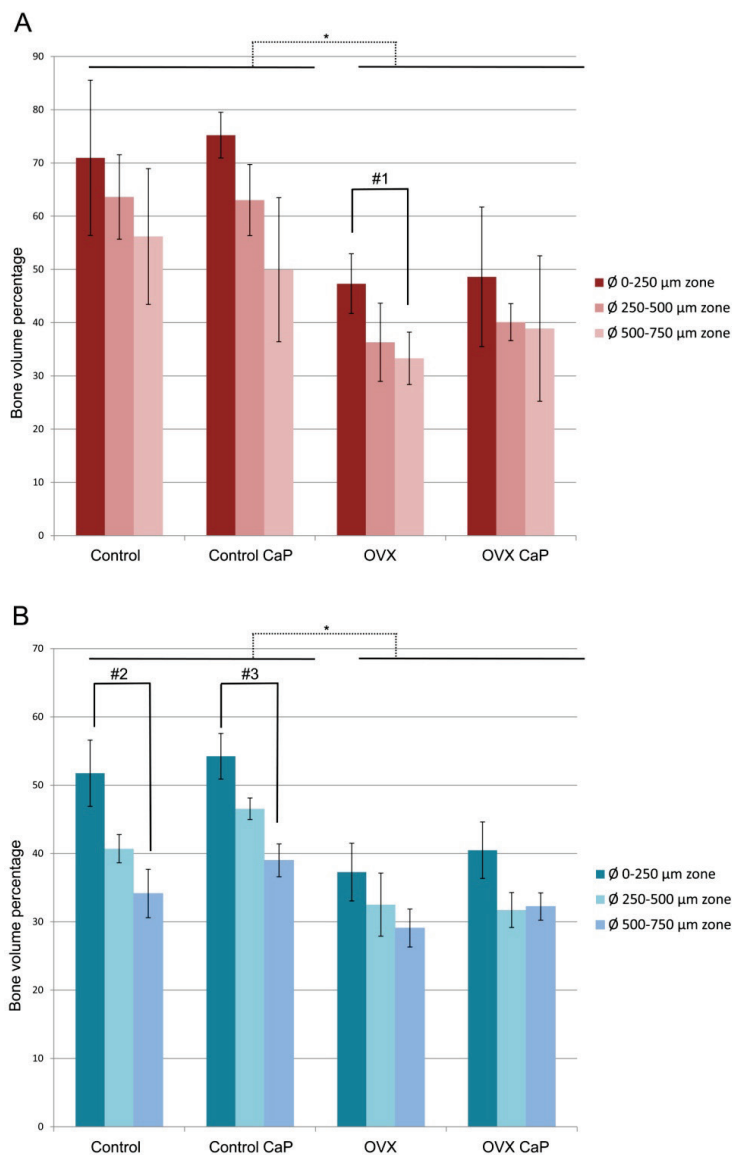 A
*
90
80
70
60
50
40
30
20
10
0
Bone volume percentage
#1
Control
Control CaP
OVX
OVX CaP
Ø 0-250 µm zone
Ø 250-500 µm zone
Ø 500-750 µm zone
B
*
70
60
50
40
30
20
10
0
Bone volume percentage
#2
#3
Control
Control CaP
OVX
OVX CaP
Ø 0-250 µm zone
Ø 250-500 µm zone
Ø 500-750 µm zone